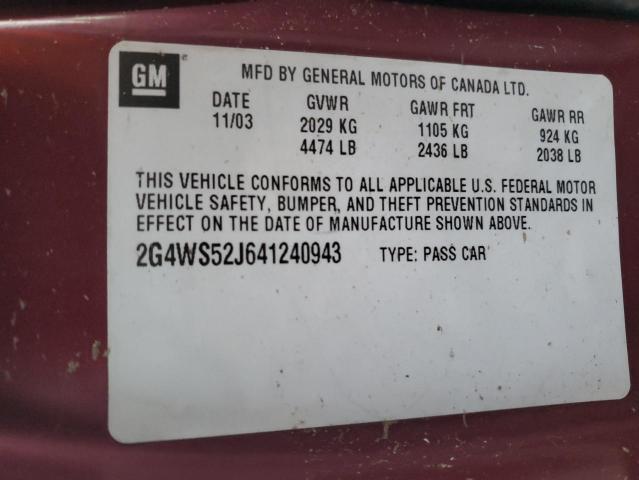 GM
MFD BY GENERAL MOTORS OF CANADA LTD.
DATE GVWR GAWR FRT GAWR RR
11/03 2029 KG 1105 KG 924 KG
4474 LB 2436 LB 2038 LB
THIS VEHICLE CONFORMS TO ALL APPLICABLE U.S. FEDERAL MOTOR
VEHICLE SAFETY, BUMPER, AND THEFT PREVENTION STANDARDS IN
EFFECT ON THE DATE OF MANUFACTURE SHOWN ABOVE.
2G4WS52J641240943 TYPE: PASS CAR